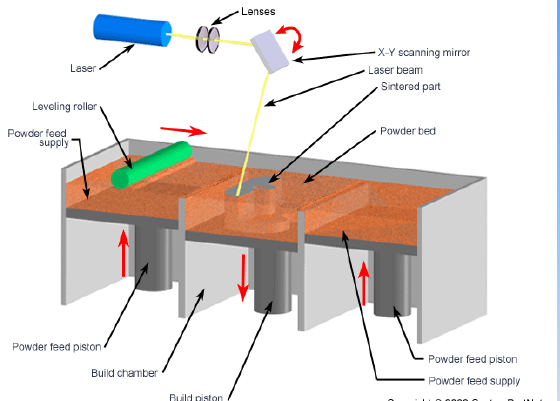 Lenses
Laser
X-Y scanning mirror
Laser beam
Sintered part
Leveling roller
Powder feed
supply
Powder bed
Powder feed piston
Build chamber
Build piston
Powder feed piston
Powder feed supply